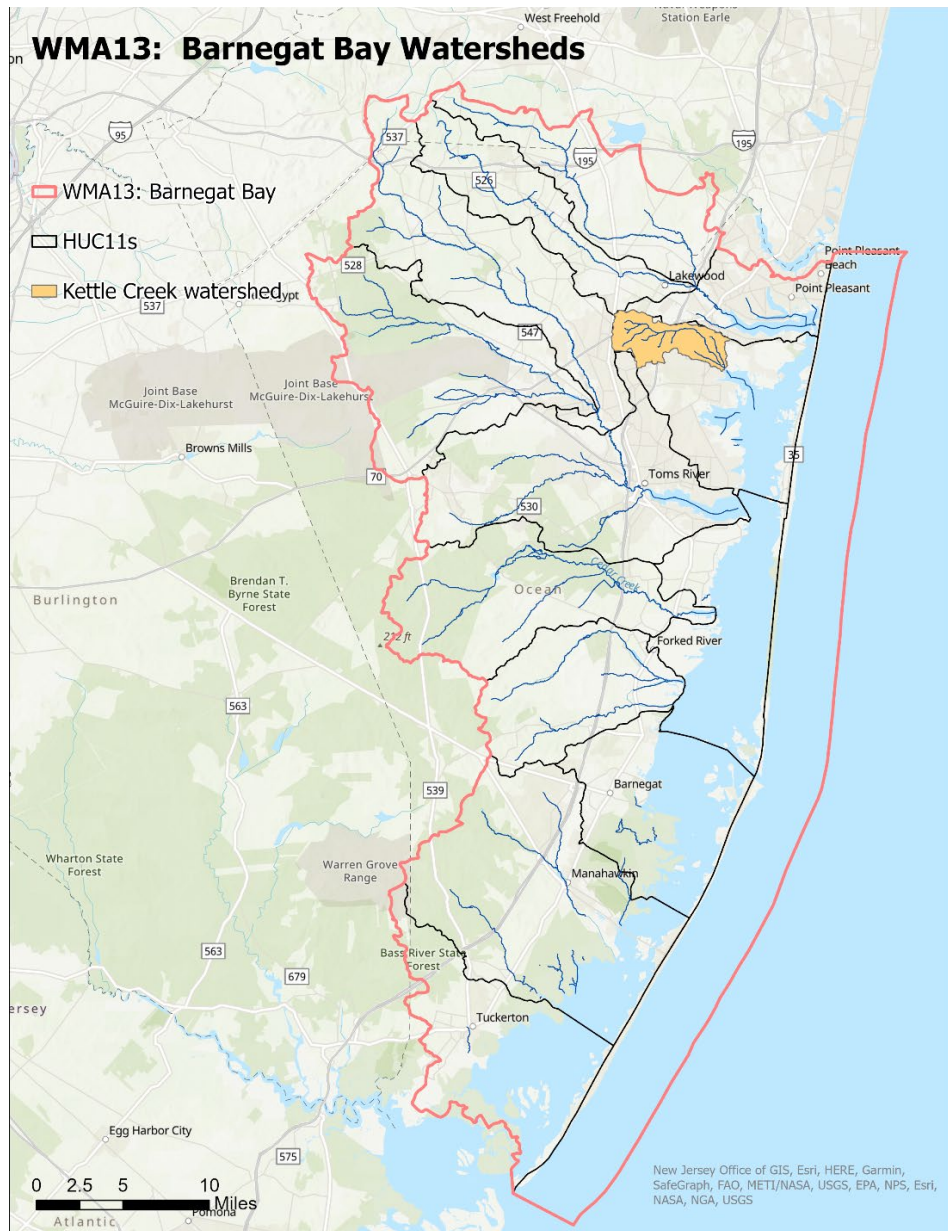 West Freehold
Station Earle
WMA13: Barnegat Bay Watersheds
on
95
537
195
195
526
WMA13: Barnegat Bay
HUC11s
Point Pleasant
Beach
528
Lakewood
Kettle Creek watershed
gypt
Point Pleasant
537
547
Joint Base
McGuire-Dix-Lakehurst
Joint Base
McGuire-Dix-Lakehurst
Browns Mills
35
70
Toms River
530
Brendan T.
Byrne State
Forest
Cedar Creek
Ocean
Burlington
212 ft
Forked River
563
539
Barnegat
Wharton State
Forest
Warren Grove
Range
Manahawkin
563
Bass River State
Forest
679
ersey
Tuckerton
Egg Harbor City
575
New Jersey Office of GIS, Esri, HERE, Garmin,
SafeGraph, FAO, METI/NASA, USGS, EPA, NPS, Esri,
NASA, NGA, USGS
0 2.5 5 10
Miles
Pomona
Atlantic